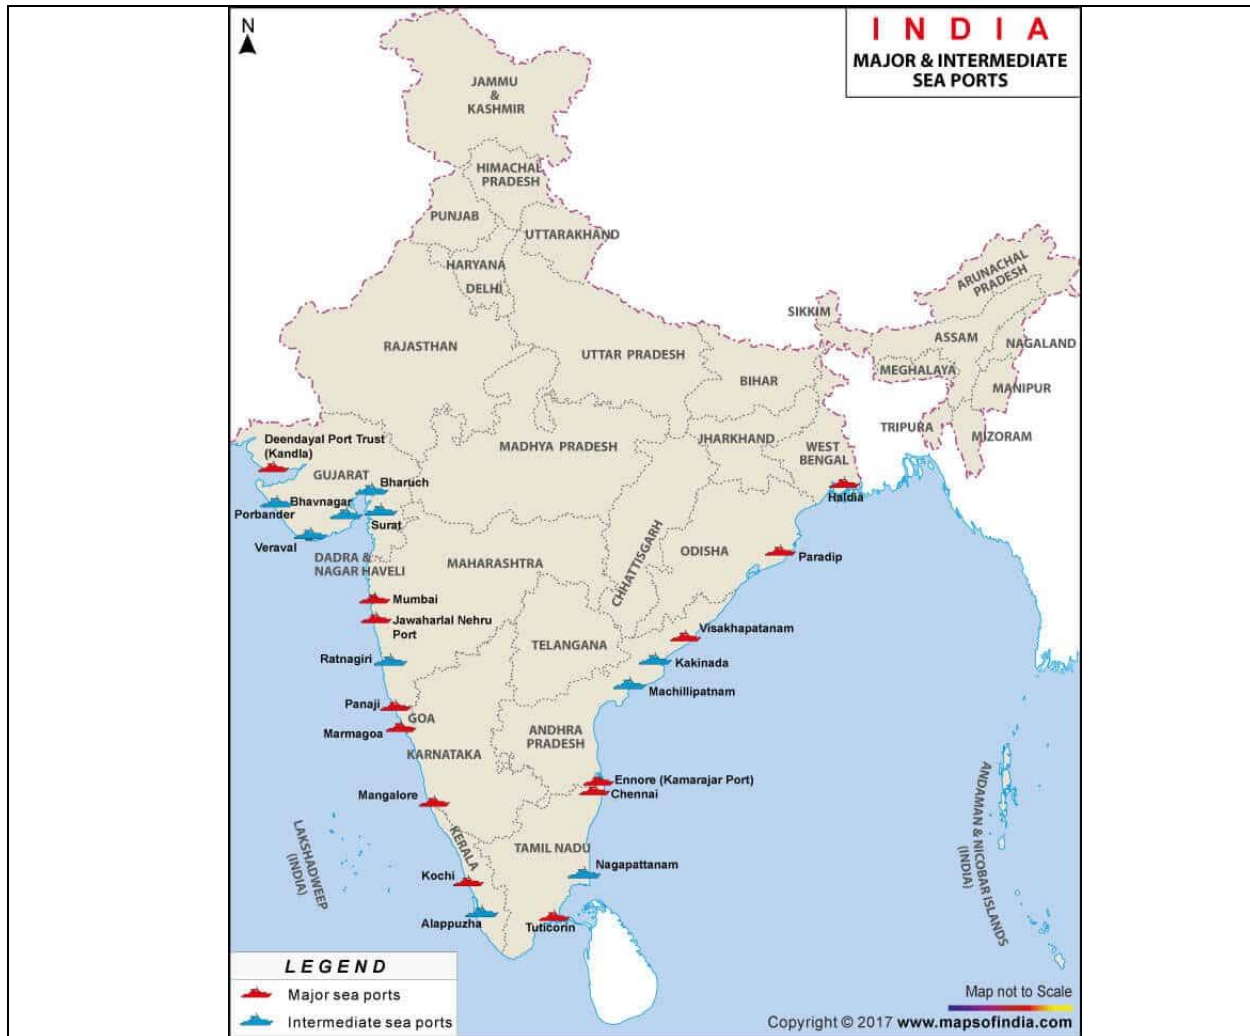 N
I N D I A
MAJOR & INTERMEDIATE
SEA PORTS
JAMMU
&
KASHMIR
HIMACHAL
PRADESH
PUNJAB
UTTARAKHAND
HARYANA
DELHI
ARUNACHAL
PRADESH
SIKKIM
ASSAM
NAGALAND
RAJASTHAN
UTTAR PRADESH
MEGHALAYA
BIHAR
MANIPUR
TRIPURA
MIZORAM
Deendayal Port Trust
(Kandla)
MADHYA PRADESH
JHARKHAND
WEST
BENGAL
GUJARAT
Bharuch
Bhavnagar
Haldia
Porbander
Surat
Veraval
DADRA &
NAGAR HAVELI
MAHARASHTRA
CHHATTISGARH
ODISHA
Paradip
Mumbai
Jawaharlal Nehru
Port
Visakhapatanam
TELANGANA
Ratnagiri
Kakinada
Machillipatnam
Panaji
GOA
Marmagoa
ANDHRA
PRADESH
KARNATAKA
Ennore (Kamarajar Port)
Chennai
Mangalore
LAKSHADWEEP
(INDIA)
KERALA
TAMIL NADU
Nagapattanam
ANDAMAN & NICOBAR ISLANDS
(INDIA)
Kochi
Alappuzha
Tuticorin
LEGEND
Major sea ports
Intermediate sea ports
Map not to Scale
Copyright © 2017 www.mapsofindia.com